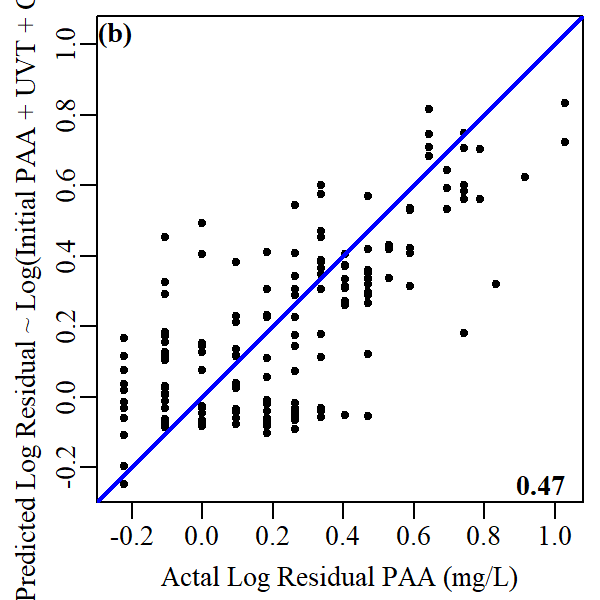 (b)
Predicted Log Residual ~ Log(Initial PAA + UVT +
1.0
0.8
0.6
0.4
0.2
0.0
-0.2
0.47
-0.2 0.0 0.2 0.4 0.6 0.8 1.0
Actal Log Residual PAA (mg/L)